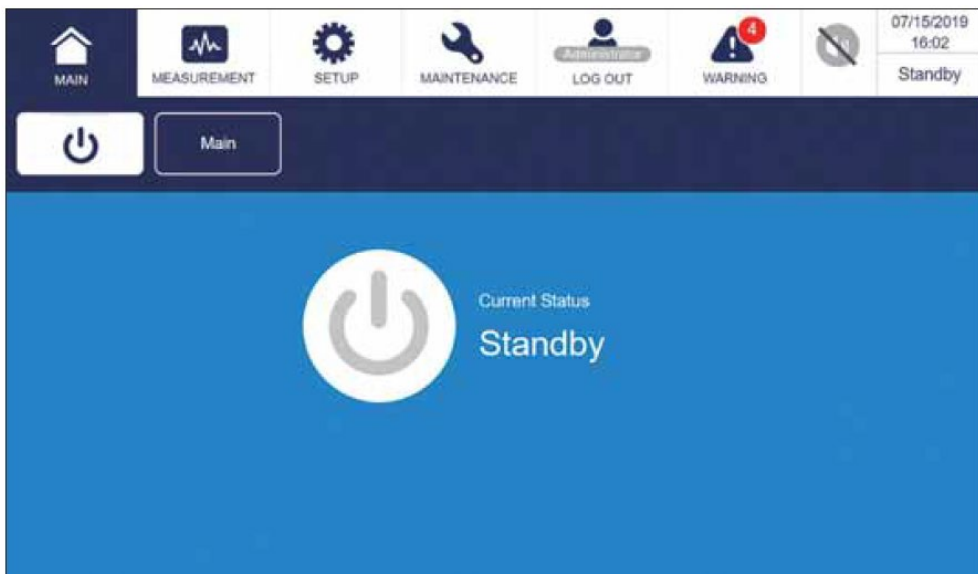 MAIN
MEASUREMENT
SETUP
MAINTENANCE
Administrator
LOG OUT
4
WARNING
07/15/2019
16:02
Standby
Main
Current Status
Standby